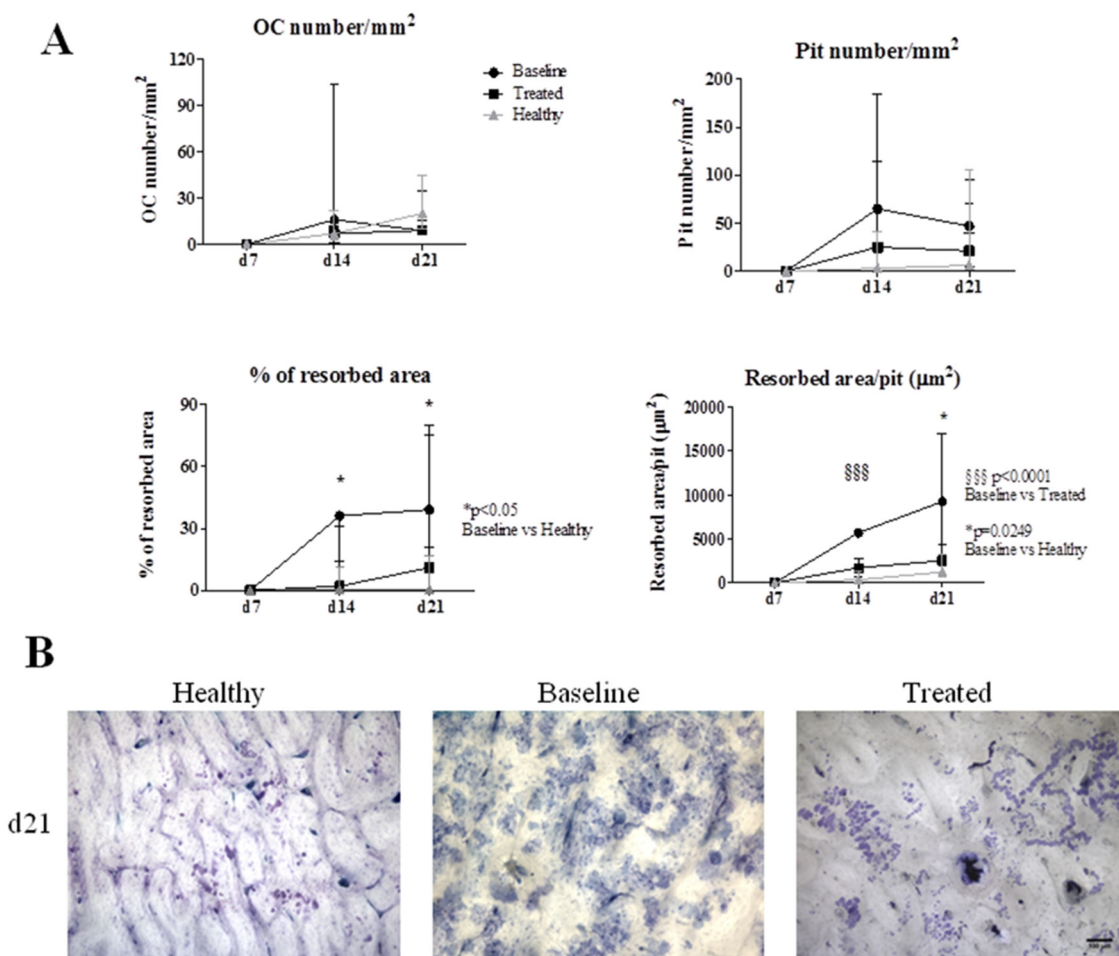 A
OC number/mm²
OC number/mm²
120
90
60
30
0
d7
d14
d21
Baseline
Treated
Healthy
Pit number/mm²
Pit number/mm²
200
150
100
50
0
d7
d14
d21
% of resorbed area
% of resorbed area
90
60
30
0
d7
d14
d21
*
*
*p<0.05
Baseline vs Healthy
Resorbed area/pit (µm²)
Resorbed area/pit (µm²)
20000
15000
10000
5000
0
d7
d14
d21
§§§
*
§§§ p<0.0001
Baseline vs Treated
*p=0.0249
Baseline vs Healthy
B
Healthy
Baseline
Treated
d21